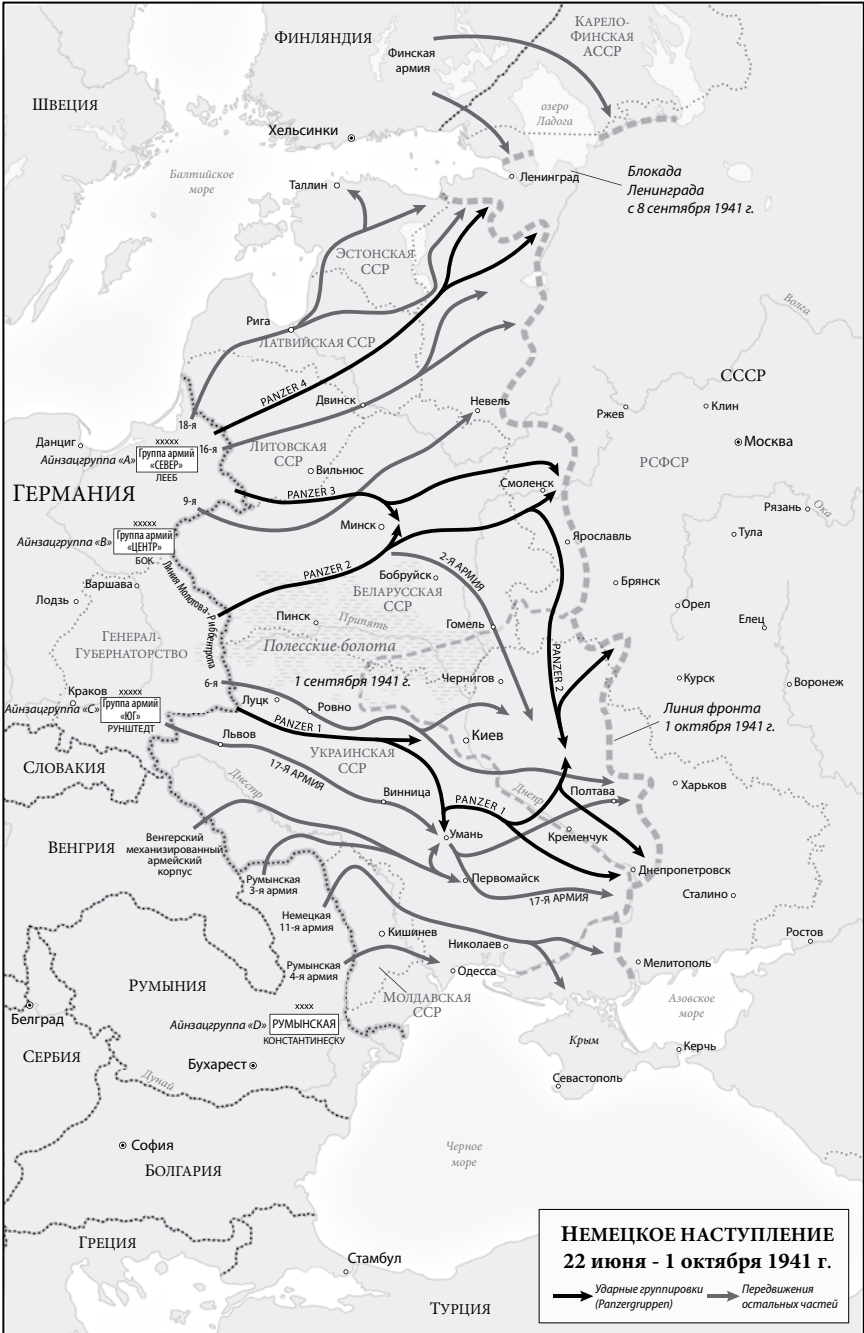 ФИНЛЯНДИЯ
КАРЕЛО-
ФИНСКАЯ
АССР
Финская
армия
ШВЕЦИЯ
озеро
Ладога
Хельсинки
Балтийское
море
Таллин
Ленинград
Блокада
Ленинграда
с 8 сентября 1941 г.
ЭСТОНСКАЯ
ССР
Волга
Рига
ЛАТВИЙСКАЯ ССР
СССР
PANZER 4
Двинск
Невель
Ржев
Клин
18-я
Данциг
ХХХХХ
16-я
Москва
Айнзацгруппа «A»
Группа армий
«СЕВЕР»
ЛЕЕБ
ЛИТОВСКАЯ
ССР
Вильнюс
РСФСР
ГЕРМАНИЯ
PANZER 3
Смоленск
9-я
Рязань
Ока
ХХХХХ
Минск
Айнзацгруппа «B»
Группа армий
«ЦЕНТР»
БОК
Ярославль
Тула
2-Я АРМИЯ
PANZER 2
Линия Молотова-Риббентропа
Бобруйск
Брянск
Варшава
БЕЛАРУССКАЯ
ССР
Лодзь
Орел
Пинск
Припять
Гомель
Елец
ГЕНЕРАЛ-
ГУБЕРНАТОРСТВО
Полесские болота
PANZER 2
6-я
1 сентября 1941 г.
Чернигов
Курск
Воронеж
Краков
ХХХХХ
Айнзацгруппа «C»
Группа армий
«ЮГ»
РУНШТЕДТ
Луцк
Ровно
Линия фронта
1 октября 1941 г.
PANZER 1
Киев
Львов
УКРАИНСКАЯ
ССР
СЛОВАКИЯ
17-Я АРМИЯ
Днестр
Днепр
Харьков
Винница
PANZER 1
Полтава
Умань
Кременчуг
ВЕНГРИЯ
Венгерский
механизированный
армейский
корпус
Румынская
3-я армия
Первомайск
Днепропетровск
17-Я АРМИЯ
Сталино
Немецкая
11-я армия
Кишинев
Николаев
Ростов
Румынская
4-я армия
Одесса
Мелитополь
РУМЫНИЯ
МОЛДАВСКАЯ
ССР
Азовское
море
ХХХХ
Айнзацгруппа «D»
РУМЫНСКАЯ
КОНСТАНТИНЕСКУ
Белград
Крым
Керчь
СЕРБИЯ
Бухарест
Дунай
Севастополь
София
БОЛГАРИЯ
Черное
море
ГРЕЦИЯ
Стамбул
ТУРЦИЯ
НЕМЕЦКОЕ НАСТУПЛЕНИЕ
22 июня - 1 октября 1941 г.
Ударные группировки
(Panzergruppen)
Передвижения
остальных частей